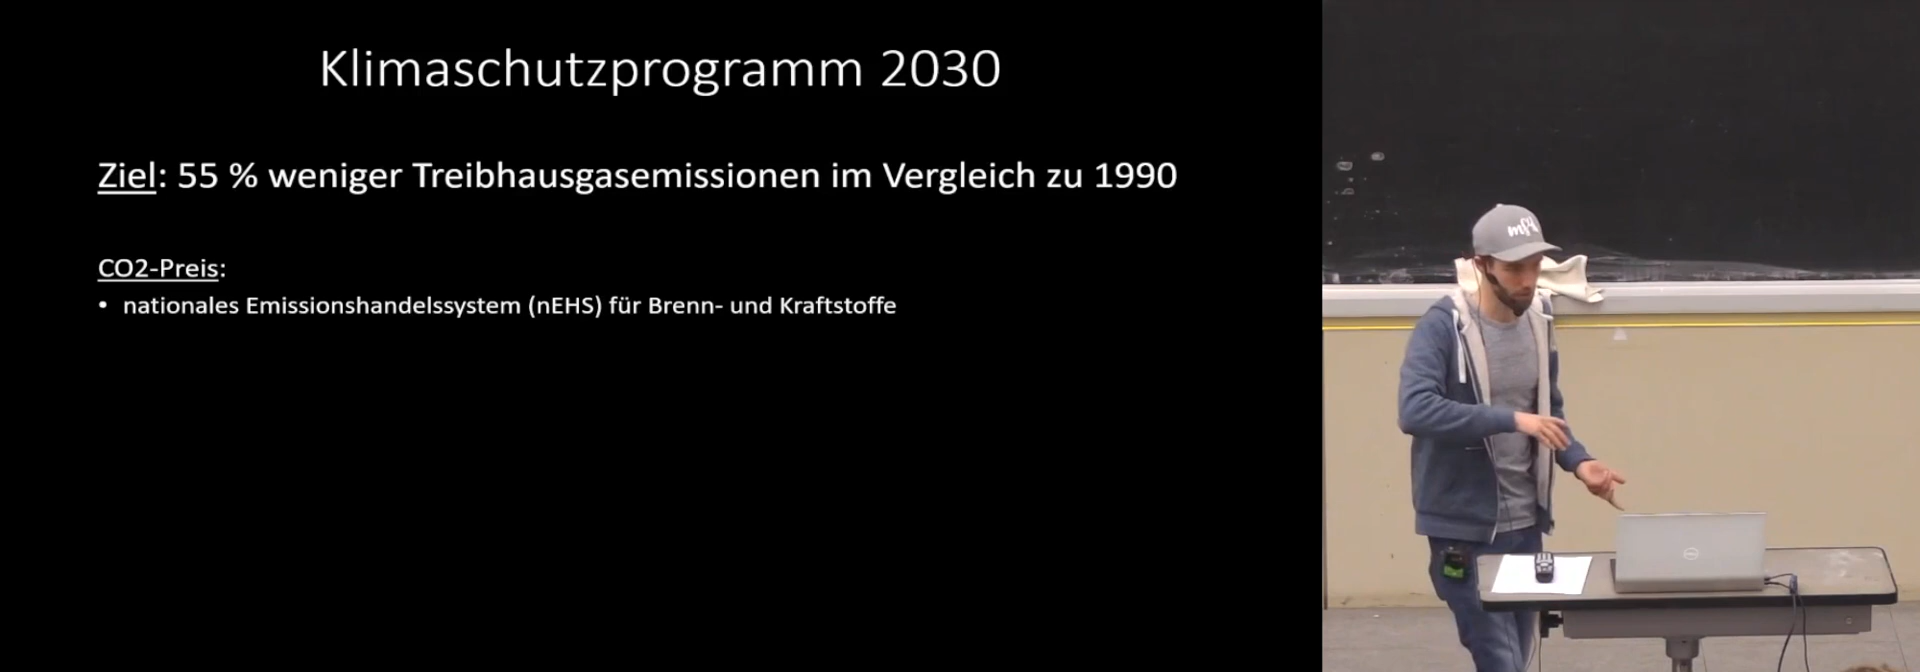 Klimaschutzprogramm 2030
Ziel: 55 % weniger Treibhausgasemissionen im Vergleich zu 1990
CO2-Preis:
• nationales Emissionshandelssystem (nEHS) für Brenn- und Kraftstoffe